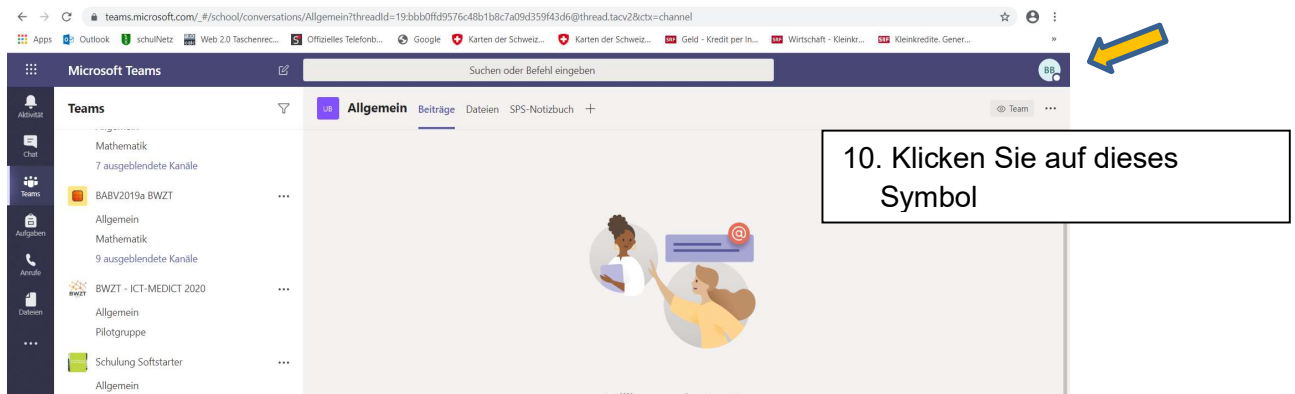 teams.microsoft.com/_#/school/conversations/Allgemein?threadId=19:bbb0ffd9576c48b1b8c7a09d359f43d6@thread.tacv2&ctx=channel
Apps Outlook schulNetz Web 2.0 Taschenrec... Offizielles Telefonb... Google Karten der Schweiz... Karten der Schweiz... SRF Geld - Kredit per In... SRF Wirtschaft - Kleinkr... SRF Kleinkredite. Gener... »
Microsoft Teams
Suchen oder Befehl eingeben
BB
Aktivität
Chat
Teams
Aufgaben
Anrufe
Dateien
Teams
Mathematik
7 ausgeblendete Kanäle
BABV2019a BWZT
Allgemein
Mathematik
9 ausgeblendete Kanäle
BWZT BWZT - ICT-MEDICT 2020
Allgemein
Pilotgruppe
Schulung Softstarter
Allgemein
UB Allgemein Beiträge Dateien SPS-Notizbuch +
Team
@
10. Klicken Sie auf dieses
Symbol